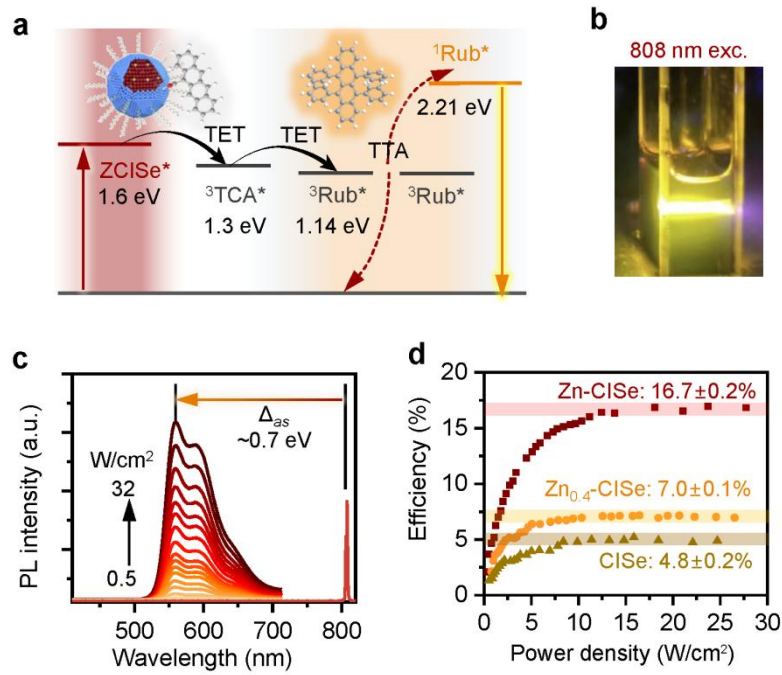 a
¹Rub*
2.21 eV
TET
TET
TTA
ZCISe*
1.6 eV
³TCA*
1.3 eV
³Rub*
1.14 eV
³Rub*
b
808 nm exc.
c
PL intensity (a.u.)
W/cm²
32
0.5
Δas
~0.7 eV
500
600
700
800
Wavelength (nm)
d
Efficiency (%)
20
15
10
5
0
Zn-CISe: 16.7±0.2%
Zn₀.₄-CISe: 7.0±0.1%
CISe: 4.8±0.2%
0
5
10
15
20
25
30
Power density (W/cm²)